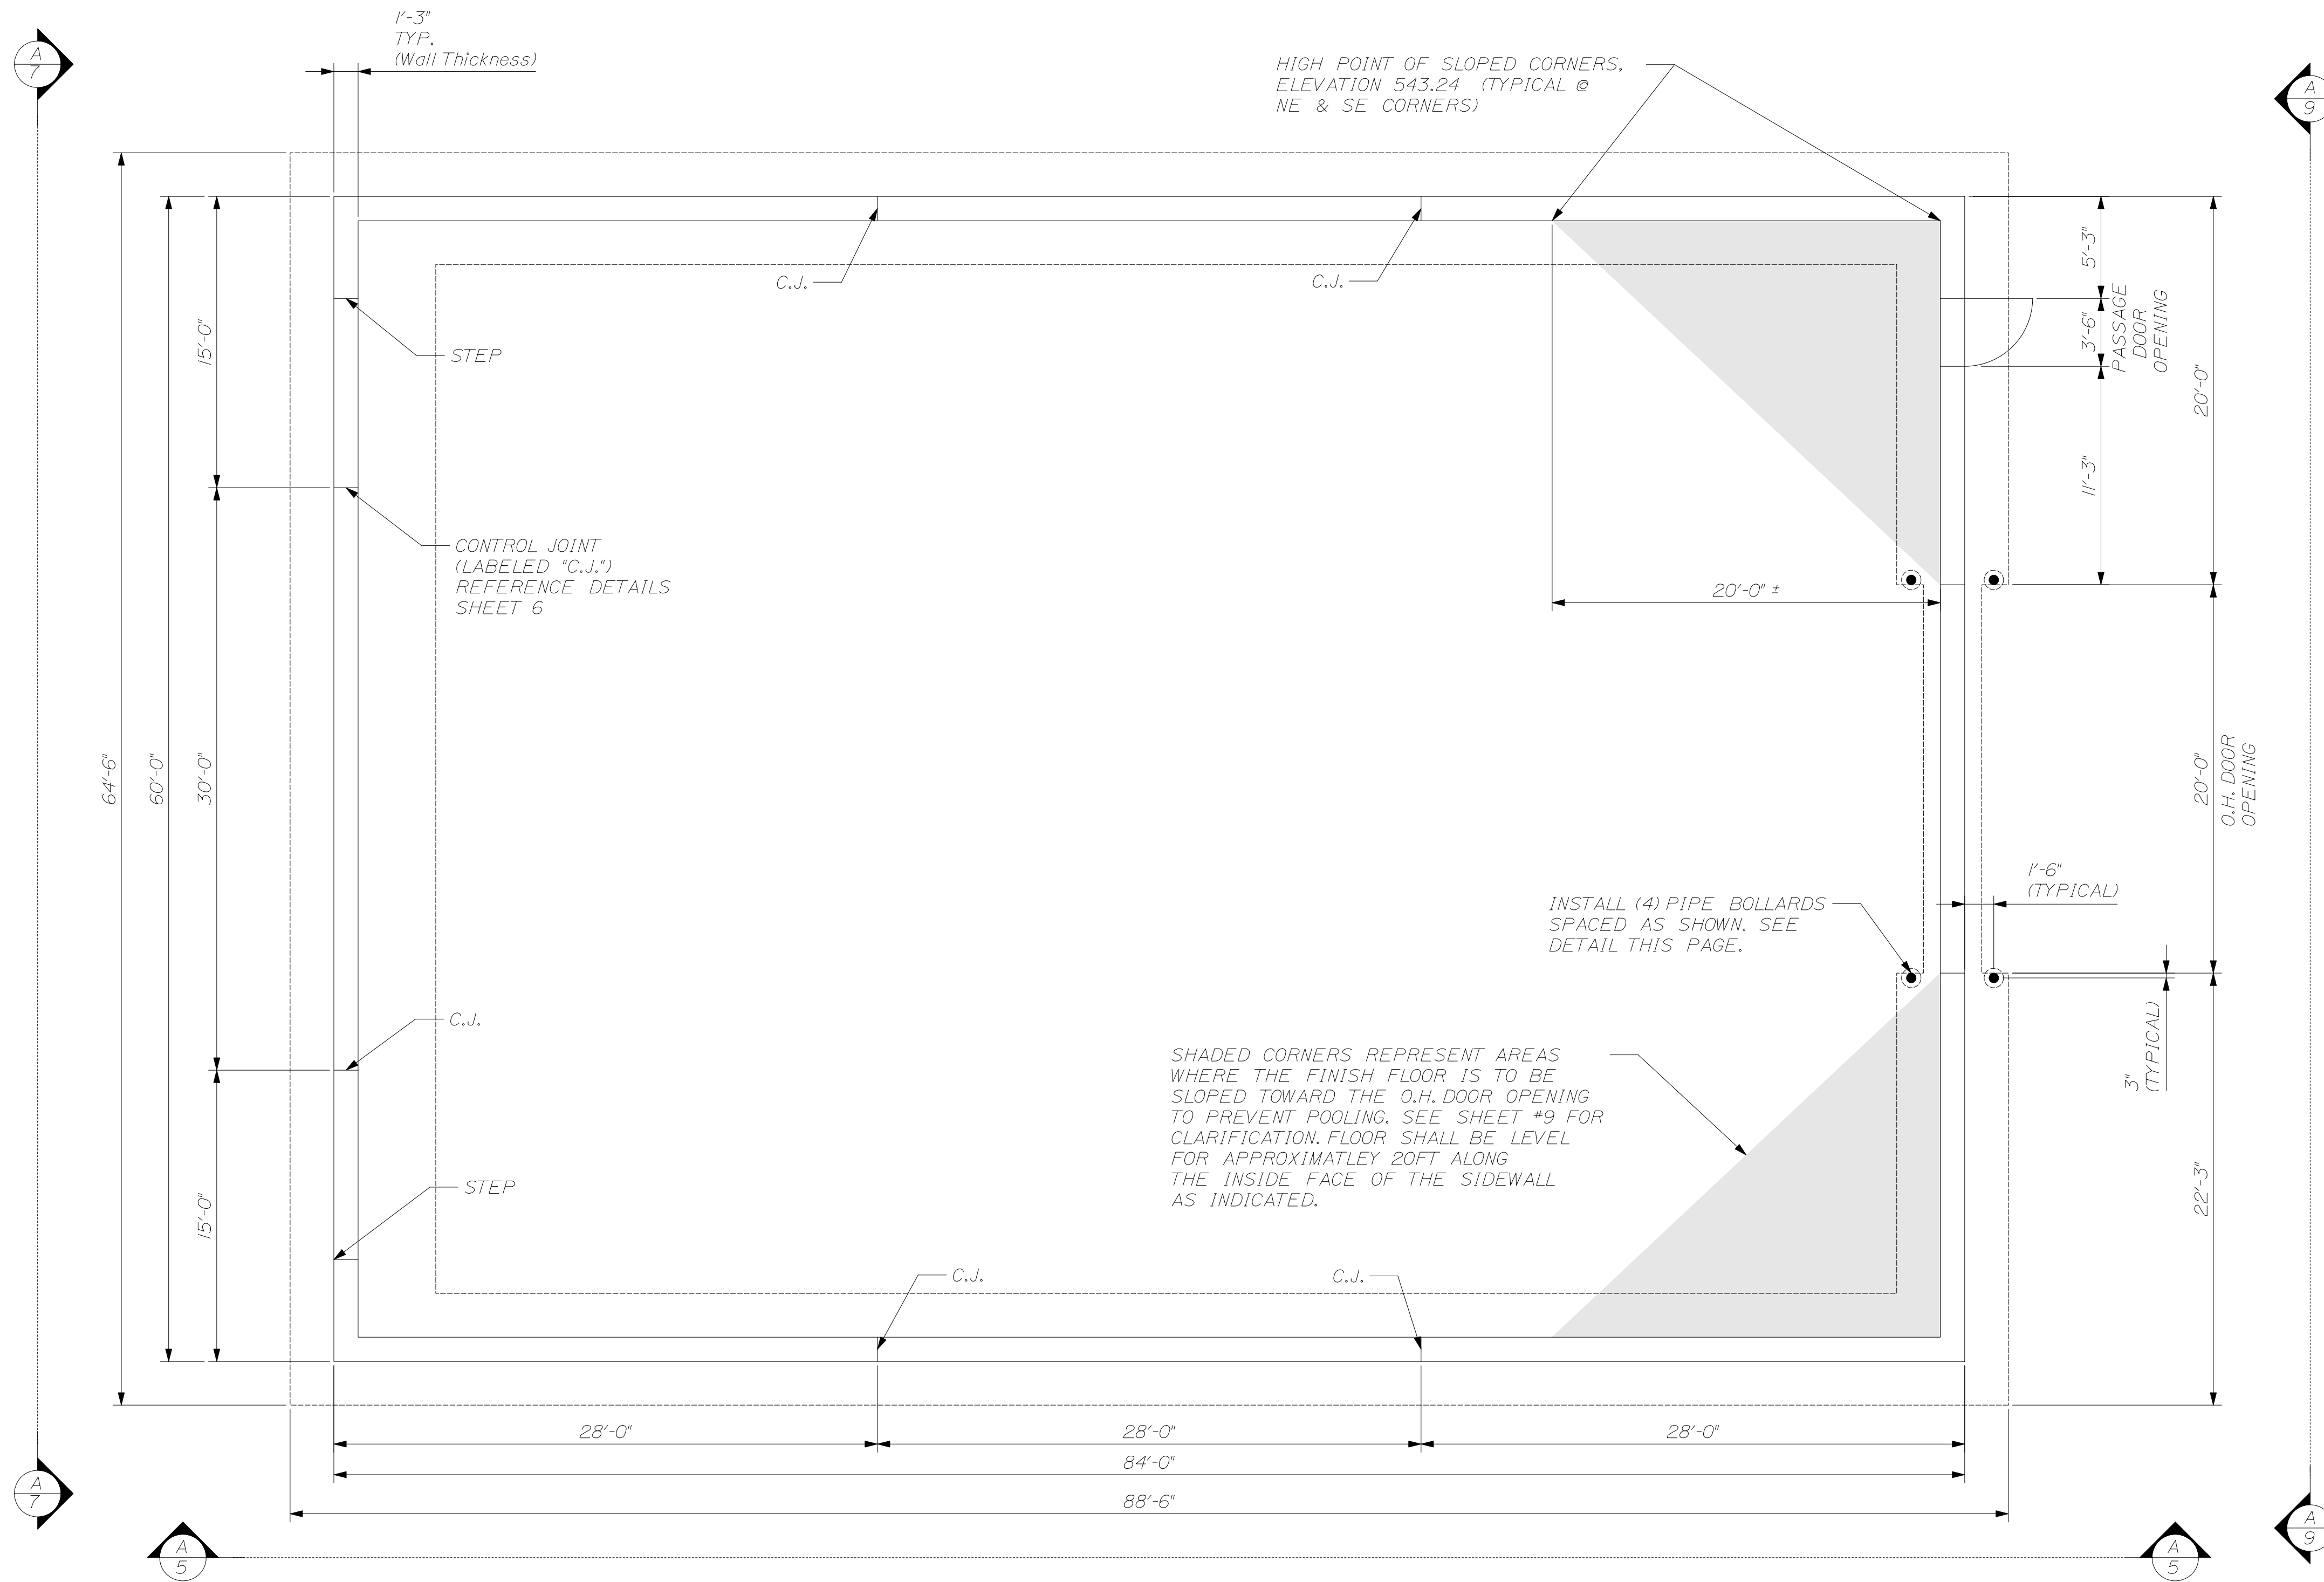 1'-3"
TYP.
(Wall Thickness)
A
7
HIGH POINT OF SLOPED CORNERS,
ELEVATION 543.24 (TYPICAL @
NE & SE CORNERS)
A
9
C.J.
C.J.
STEP
15'-0"
5'-3"
3'-6"
PASSAGE
DOOR
OPENING
20'-0"
11'-3"
CONTROL JOINT
(LABELED "C.J.")
REFERENCE DETAILS
SHEET 6
20'-0" ±
64'-6"
60'-0"
30'-0"
20'-0"
O.H. DOOR
OPENING
1'-6"
(TYPICAL)
INSTALL (4) PIPE BOLLARDS
SPACED AS SHOWN. SEE
DETAIL THIS PAGE.
3"
(TYPICAL)
C.J.
SHADED CORNERS REPRESENT AREAS
WHERE THE FINISH FLOOR IS TO BE
SLOPED TOWARD THE O.H. DOOR OPENING
TO PREVENT POOLING. SEE SHEET #9 FOR
CLARIFICATION. FLOOR SHALL BE LEVEL
FOR APPROXIMATLEY 20FT ALONG
THE INSIDE FACE OF THE SIDEWALL
AS INDICATED.
STEP
15'-0"
22'-3"
C.J.
C.J.
28'-0"
28'-0"
28'-0"
84'-0"
88'-6"
A
7
A
5
A
5
A
9